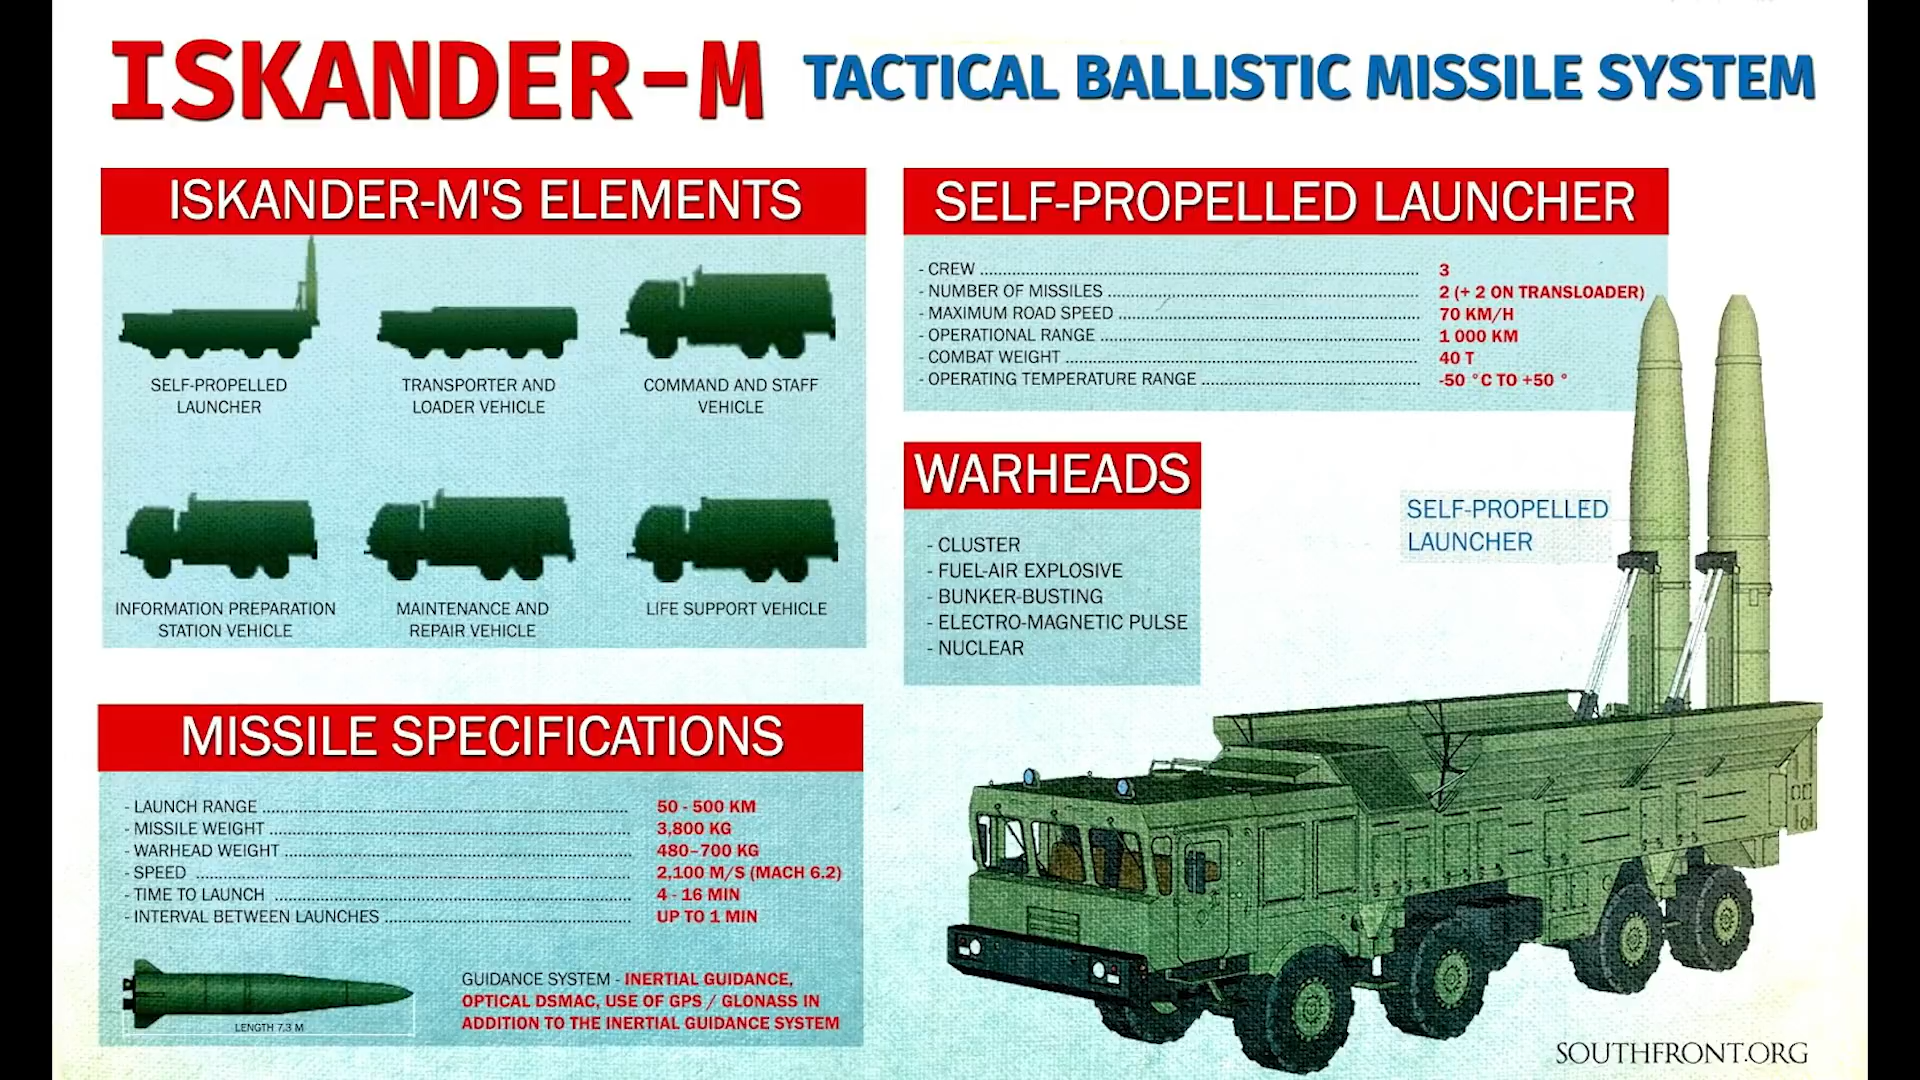 ISKANDER-M TACTICAL BALLISTIC MISSILE SYSTEM
ISKANDER-M'S ELEMENTS
SELF-PROPELLED
LAUNCHER
TRANSPORTER AND
LOADER VEHICLE
COMMAND AND STAFF
VEHICLE
INFORMATION PREPARATION
STATION VEHICLE
MAINTENANCE AND
REPAIR VEHICLE
LIFE SUPPORT VEHICLE
MISSILE SPECIFICATIONS
- LAUNCH RANGE 50 - 500 KM
- MISSILE WEIGHT 3,800 KG
- WARHEAD WEIGHT 480–700 KG
- SPEED 2,100 M/S (MACH 6.2)
- TIME TO LAUNCH 4 - 16 MIN
- INTERVAL BETWEEN LAUNCHES UP TO 1 MIN
LENGTH 7.3 M
GUIDANCE SYSTEM - INERTIAL GUIDANCE,
OPTICAL DSMAC, USE OF GPS / GLONASS IN
ADDITION TO THE INERTIAL GUIDANCE SYSTEM
SELF-PROPELLED LAUNCHER
- CREW 3
- NUMBER OF MISSILES 2 (+ 2 ON TRANSLOADER)
- MAXIMUM ROAD SPEED 70 KM/H
- OPERATIONAL RANGE 1 000 KM
- COMBAT WEIGHT 40 T
- OPERATING TEMPERATURE RANGE -50 °C TO +50 °
WARHEADS
- CLUSTER
- FUEL-AIR EXPLOSIVE
- BUNKER-BUSTING
- ELECTRO-MAGNETIC PULSE
- NUCLEAR
SELF-PROPELLED
LAUNCHER
SOUTHFRONT.ORG